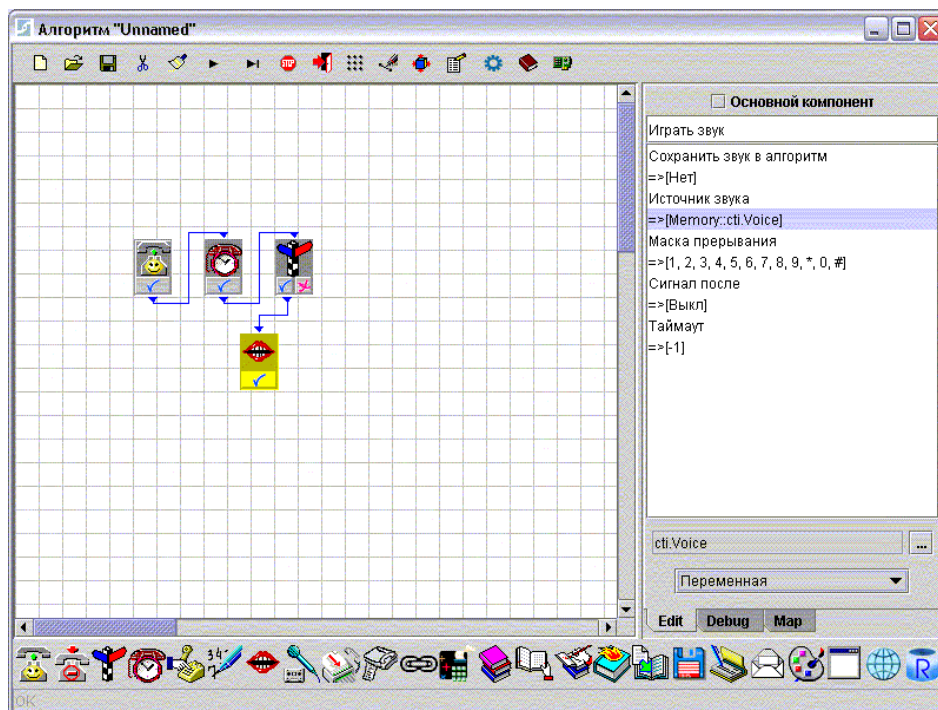 Алгоритм "Unnamed"
STOP
Основной компонент
Играть звук
Сохранить звук в алгоритм
=>[Нет]
Источник звука
=>[Memory::cti.Voice]
Маска прерывания
=>[1, 2, 3, 4, 5, 6, 7, 8, 9, *, 0, #]
Сигнал после
=>[Выкл]
Таймаут
=>[-1]
cti.Voice
...
Переменная
Edit Debug Map
R
OK